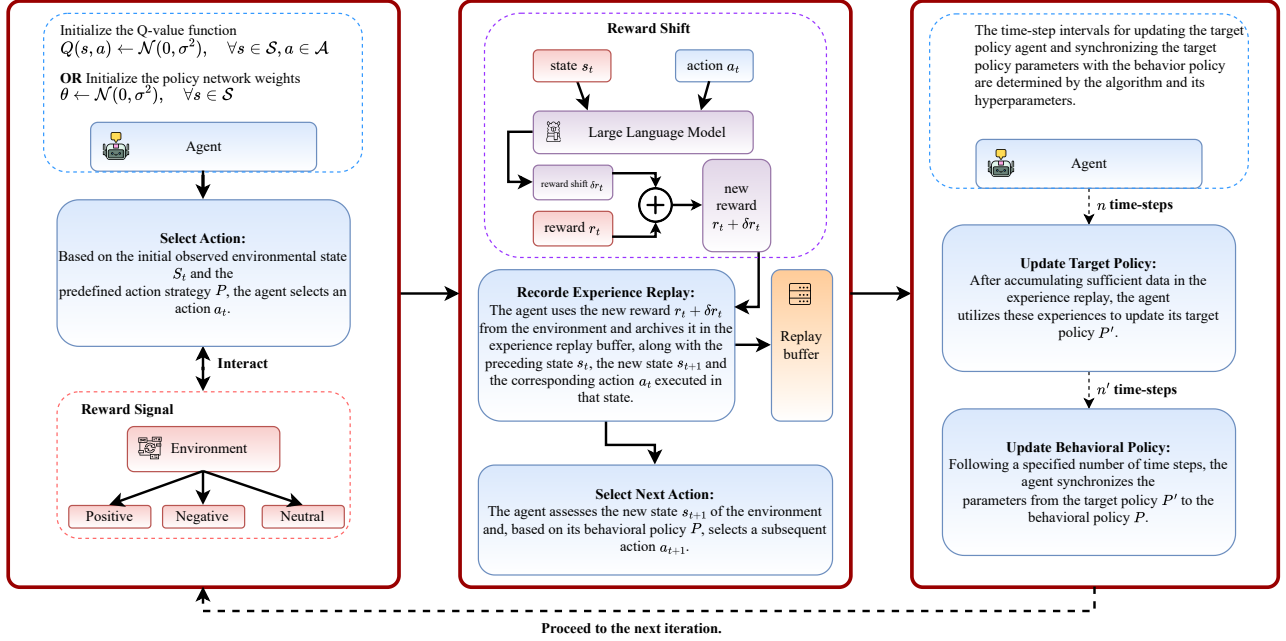 Initialize the Q-value function
Q(s, a) ← 𝒩(0, σ²), ∀s ∈ 𝒮, a ∈ 𝒜
OR Initialize the policy network weights
θ ← 𝒩(0, σ²), ∀s ∈ 𝒮
Agent
Select Action:
Based on the initial observed environmental state
S_t and the
predefined action strategy P, the agent selects an
action a_t.
Interact
Reward Signal
Environment
Positive
Negative
Neutral
Reward Shift
state s_t
action a_t
Large Language Model
reward shift δr_t
reward r_t
new
reward
r_t + δr_t
Recorde Experience Replay:
The agent uses the new reward r_t + δr_t
from the environment and archives it in the
experience replay buffer, along with the
preceding state s_t, the new state s_{t+1} and
the corresponding action a_t executed in
that state.
Replay
buffer
Select Next Action:
The agent assesses the new state s_{t+1} of the environment
and, based on its behavioral policy P, selects a subsequent
action a_{t+1}.
The time-step intervals for updating the target
policy agent and synchronizing the target
policy parameters with the behavior policy
are determined by the algorithm and its
hyperparameters.
Agent
n time-steps
Update Target Policy:
After accumulating sufficient data in the
experience replay, the agent
utilizes these experiences to update its target
policy P′.
n′ time-steps
Update Behavioral Policy:
Following a specified number of time steps, the
agent synchronizes the
parameters from the target policy P′ to the
behavioral policy P.
Proceed to the next iteration.